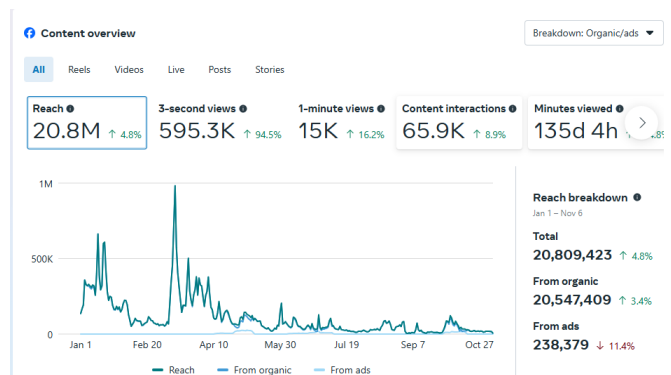 Content overview
Breakdown: Organic/ads
All Reels Videos Live Posts Stories
Reach 3-second views 1-minute views Content interactions Minutes viewed
20.8M ↑ 4.8% 595.3K ↑ 94.5% 15K ↑ 16.2% 65.9K ↑ 8.9% 135d 4h
1M
500K
0
Jan 1 Feb 20 Apr 10 May 30 Jul 19 Sep 7 Oct 27
Reach From organic From ads
Reach breakdown
Jan 1 – Nov 6
Total
20,809,423 ↑ 4.8%
From organic
20,547,409 ↑ 3.4%
From ads
238,379 ↓ 11.4%